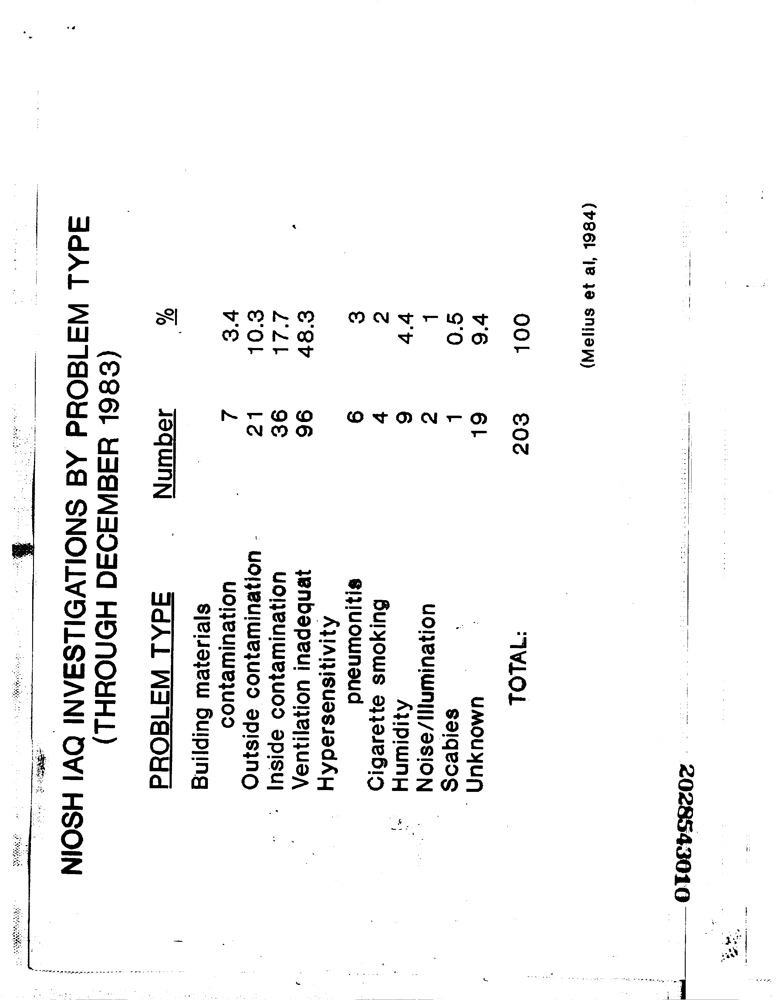 NIOSH IAQ INVESTIGATIONS BY PROBLEM TYPE
(THROUGH DECEMBER 1983)
PROBLEM TYPE Number %
Building materials
contamination 7 3.4
Outside contamination 21 10.3
Inside contamination 36 17.7
Ventilation inadequat 96 48.3
Hypersensitivity
pneumonitis 6 3
Cigarette smoking 4 2
Humidity 9 4.4
Noise/Illumination 2 1
Scabies 1 0.5
Unknown 19 9.4
TOTAL: 203 100
(Melius et al, 1984)
2028543010